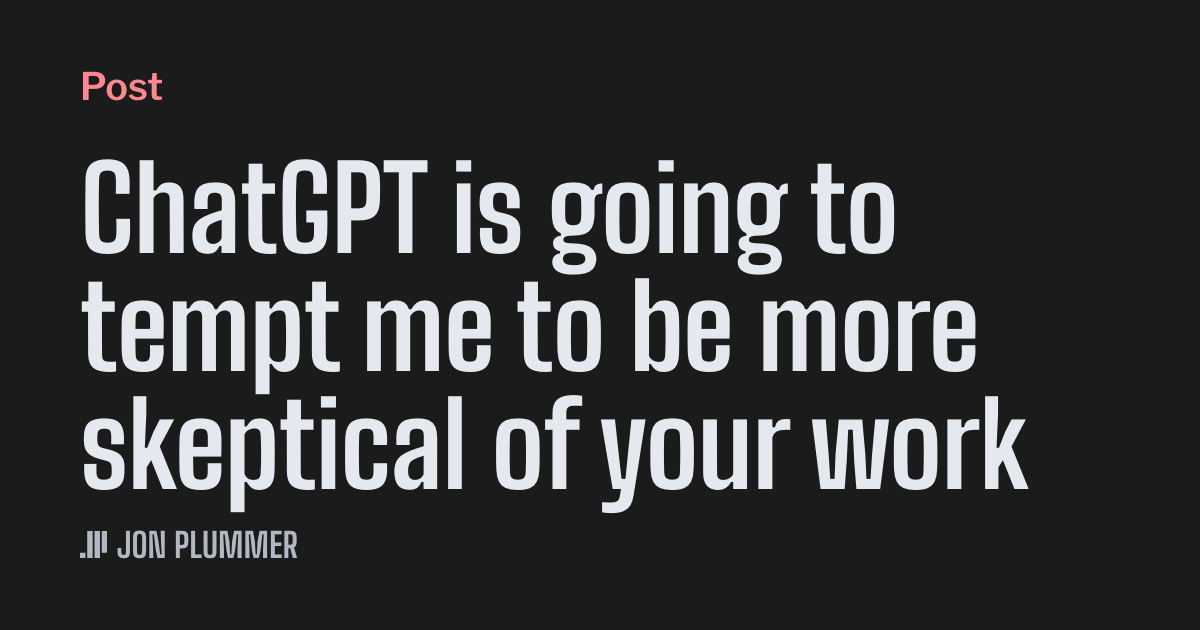 Post
ChatGPT is going to
tempt me to be more
skeptical of your work
JON PLUMMER